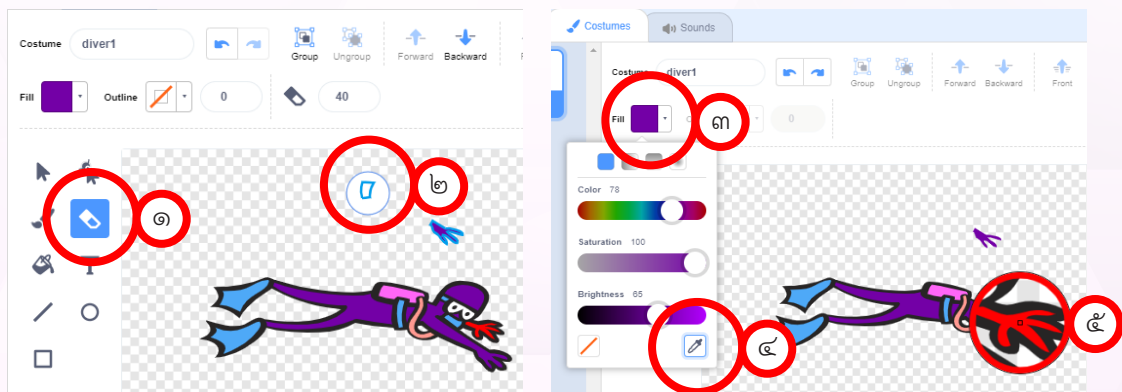 Costume diver1
Group Ungroup Forward Backward
Fill Outline 0 40
๑
๒
Costumes Sounds
Costume diver1
Group Ungroup Forward Backward Front
Fill 0
๓
Color 78
Saturation 100
Brightness 65
๔
๕